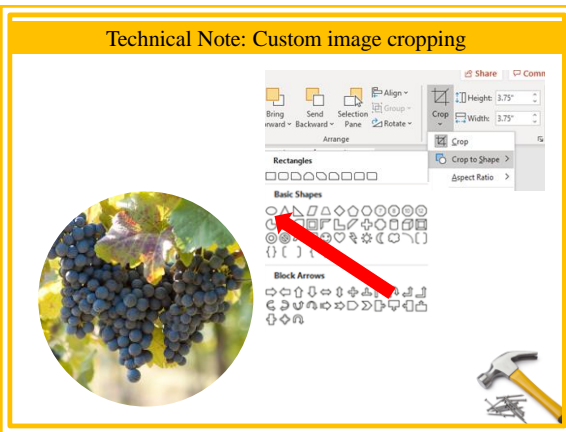 Technical Note: Custom image cropping
Share Comm
Align
Group
Rotate
Bring
Send
Selection
orward Backward Pane
Arrange
Crop
Height: 3.75"
Width: 3.75"
Crop
Crop to Shape
Aspect Ratio
Rectangles
Basic Shapes
Block Arrows